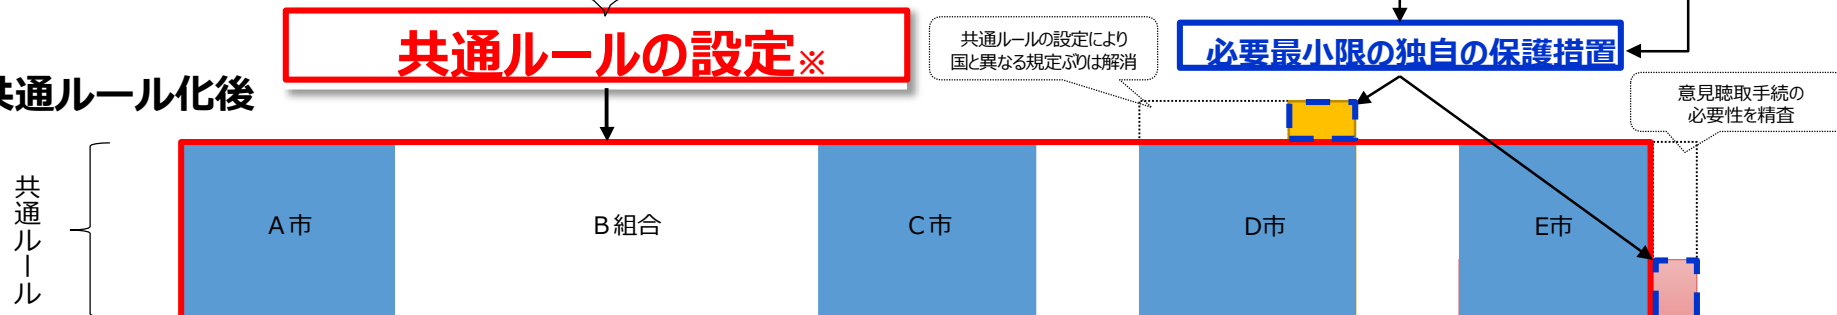 共通ルールの設定※
共通ルールの設定により
国と異なる規定ぶりは解消
必要最小限の独自の保護措置
共通ルール化後
意見聴取手続の
必要性を精査
共通ルール
A市
B組合
C市
D市
E市